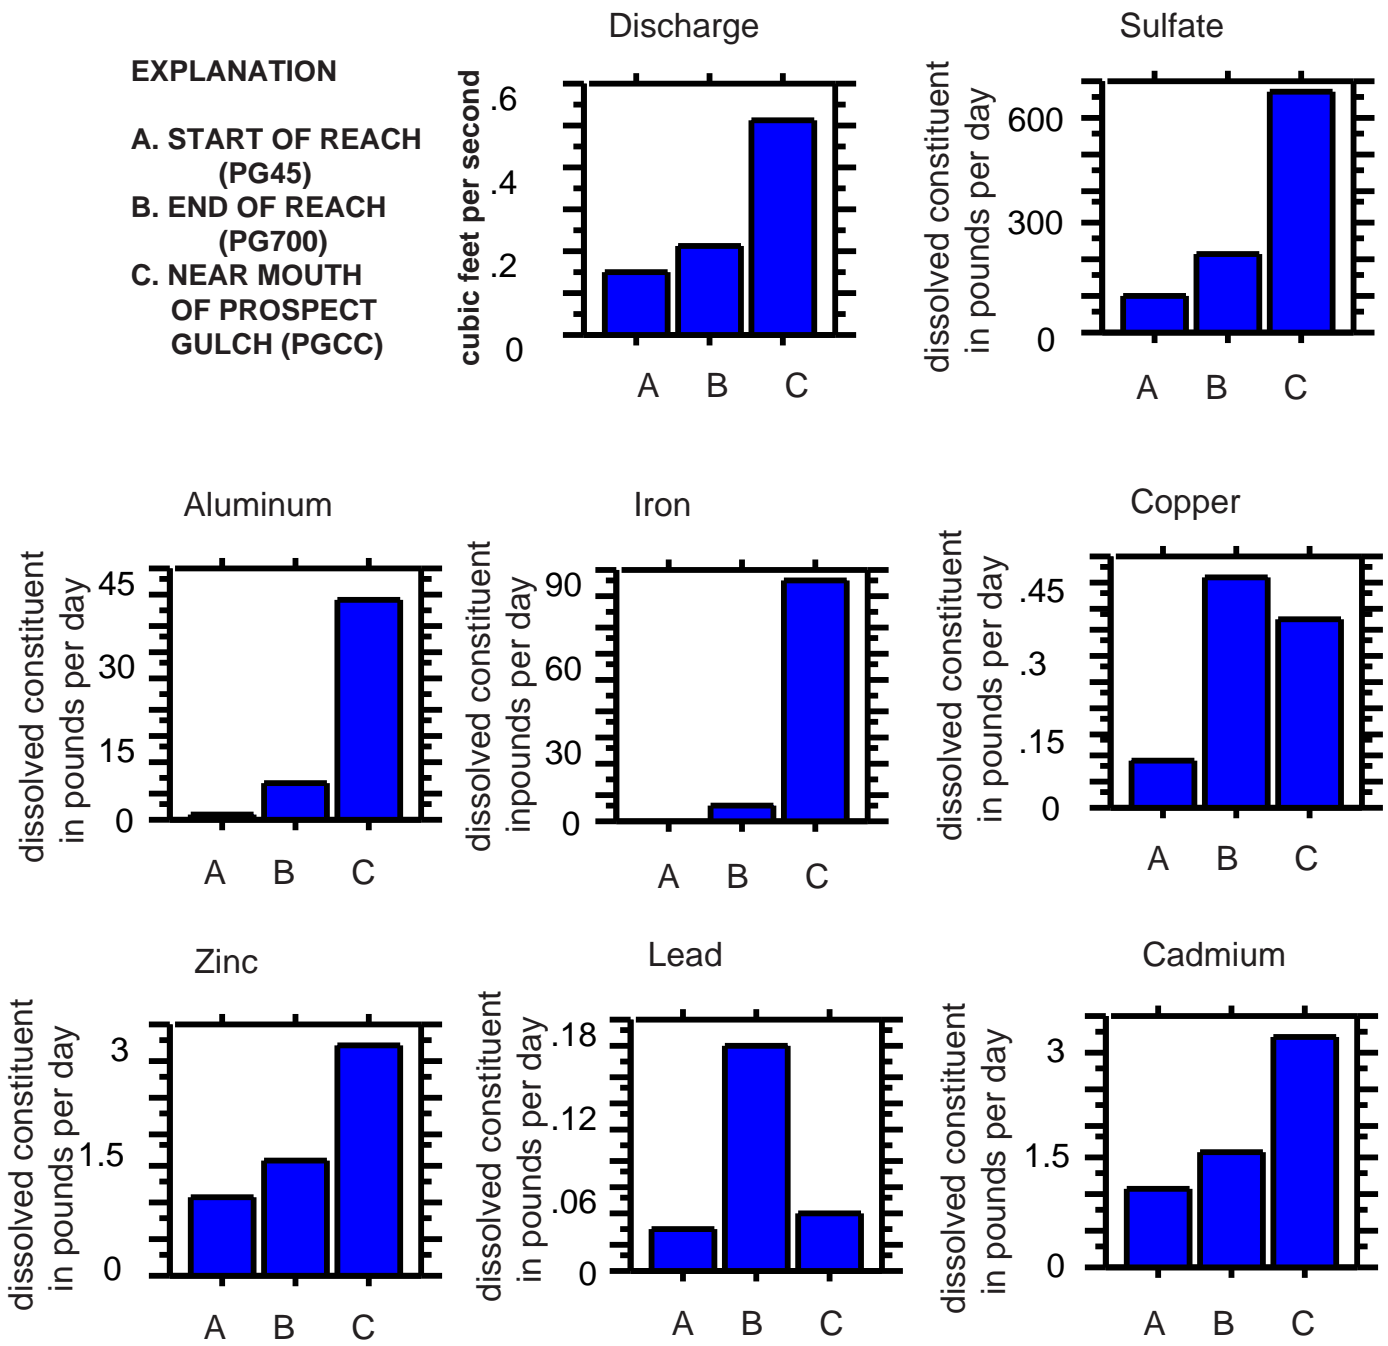 EXPLANATION
A. START OF REACH
(PG45)
B. END OF REACH
(PG700)
C. NEAR MOUTH
OF PROSPECT
GULCH (PGCC)
Discharge
cubic feet per second
.6
.4
.2
0
A B C
Sulfate
dissolved constituent
in pounds per day
600
300
0
A B C
Aluminum
dissolved constituent
in pounds per day
45
30
15
0
A B C
Iron
dissolved constituent
inpounds per day
90
60
30
0
A B C
Copper
dissolved constituent
in pounds per day
.45
.3
.15
0
A B C
Zinc
dissolved constituent
in pounds per day
3
1.5
0
A B C
Lead
dissolved constituent
in pounds per day
.18
.12
.06
0
A B C
Cadmium
dissolved constituent
in pounds per day
3
1.5
0
A B C